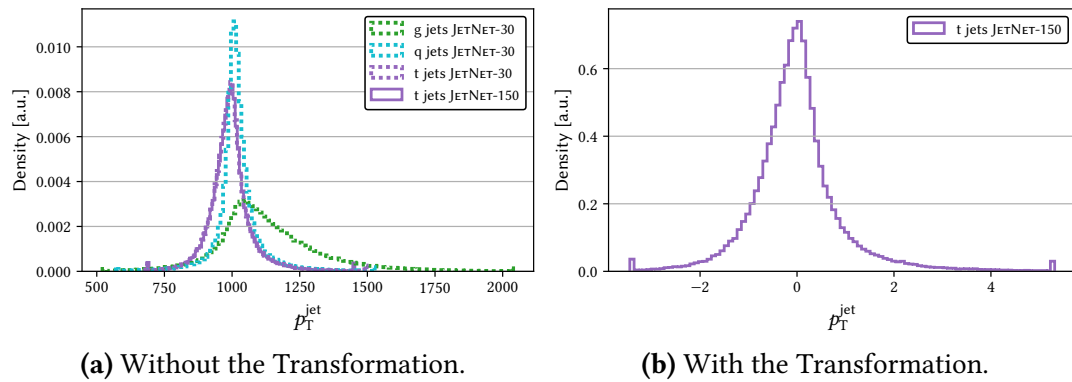 g jets JetNet-30
q jets JetNet-30
t jets JetNet-30
t jets JetNet-150
Density [a.u.]
0.010
0.008
0.006
0.004
0.002
0.000
500 750 1000 1250 1500 1750 2000
p_T^jet
(a) Without the Transformation.
t jets JetNet-150
Density [a.u.]
0.6
0.4
0.2
0.0
−2 0 2 4
p_T^jet
(b) With the Transformation.